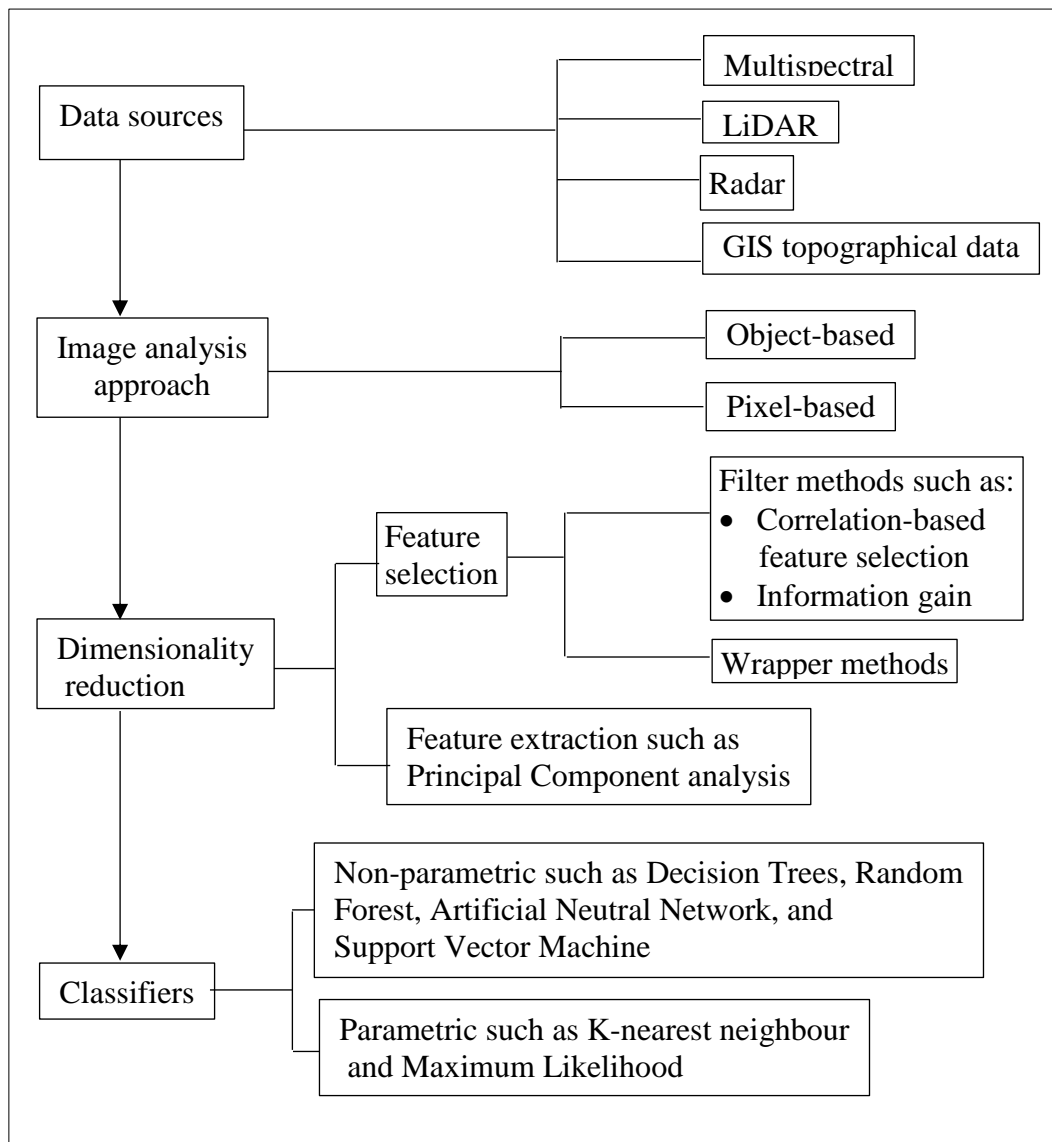 Data sources
Multispectral
LiDAR
Radar
GIS topographical data
Image analysis
approach
Object-based
Pixel-based
Dimensionality
reduction
Feature
selection
Filter methods such as:
• Correlation-based
feature selection
• Information gain
Wrapper methods
Feature extraction such as
Principal Component analysis
Classifiers
Non-parametric such as Decision Trees, Random
Forest, Artificial Neutral Network, and
Support Vector Machine
Parametric such as K-nearest neighbour
and Maximum Likelihood